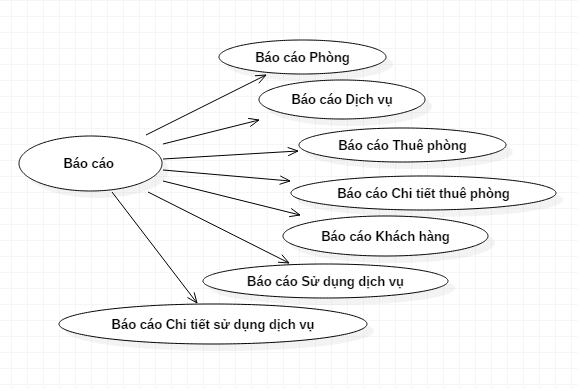 Báo cáo Phòng
Báo cáo Dịch vụ
Báo cáo Thuê phòng
Báo cáo
Báo cáo Chi tiết thuê phòng
Báo cáo Khách hàng
Báo cáo Sử dụng dịch vụ
Báo cáo Chi tiết sử dụng dịch vụ